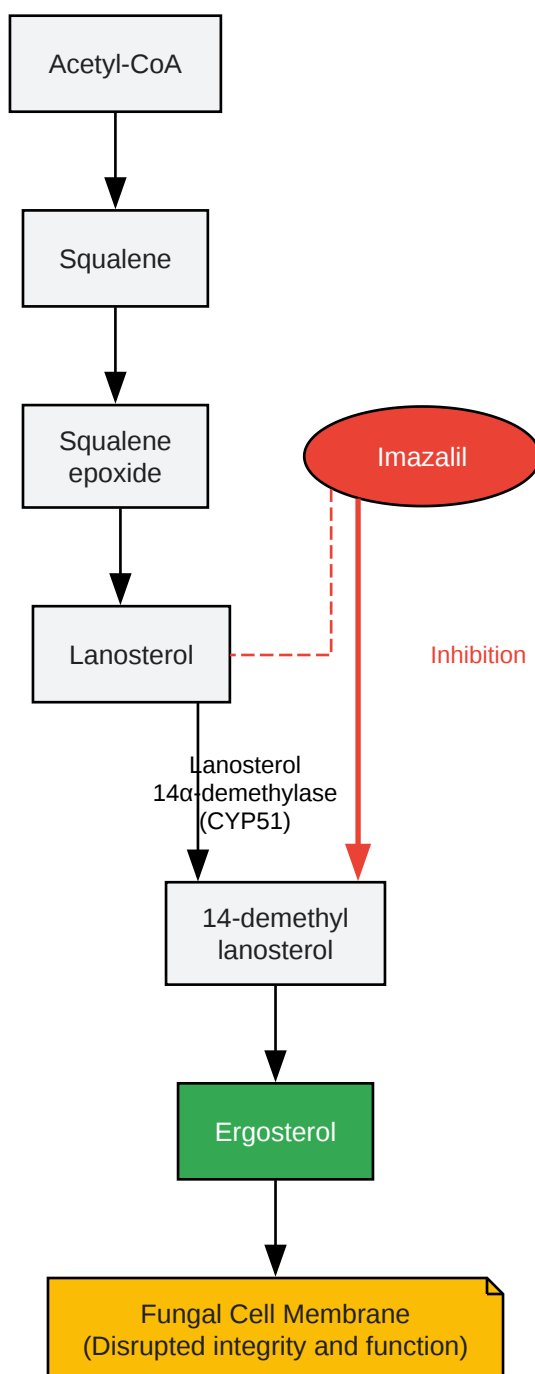 Acetyl-CoA
Squalene
Squalene
epoxide
Imazalil
Lanosterol
Inhibition
Lanosterol
14α-demethylase
(CYP51)
14-demethyl
lanosterol
Ergosterol
Fungal Cell Membrane
(Disrupted integrity and function)